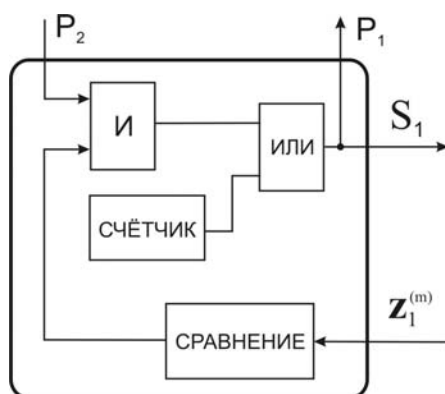 P₂
P₁
И
ИЛИ
S₁
СЧЁТЧИК
z₁⁽ᵐ⁾
СРАВНЕНИЕ